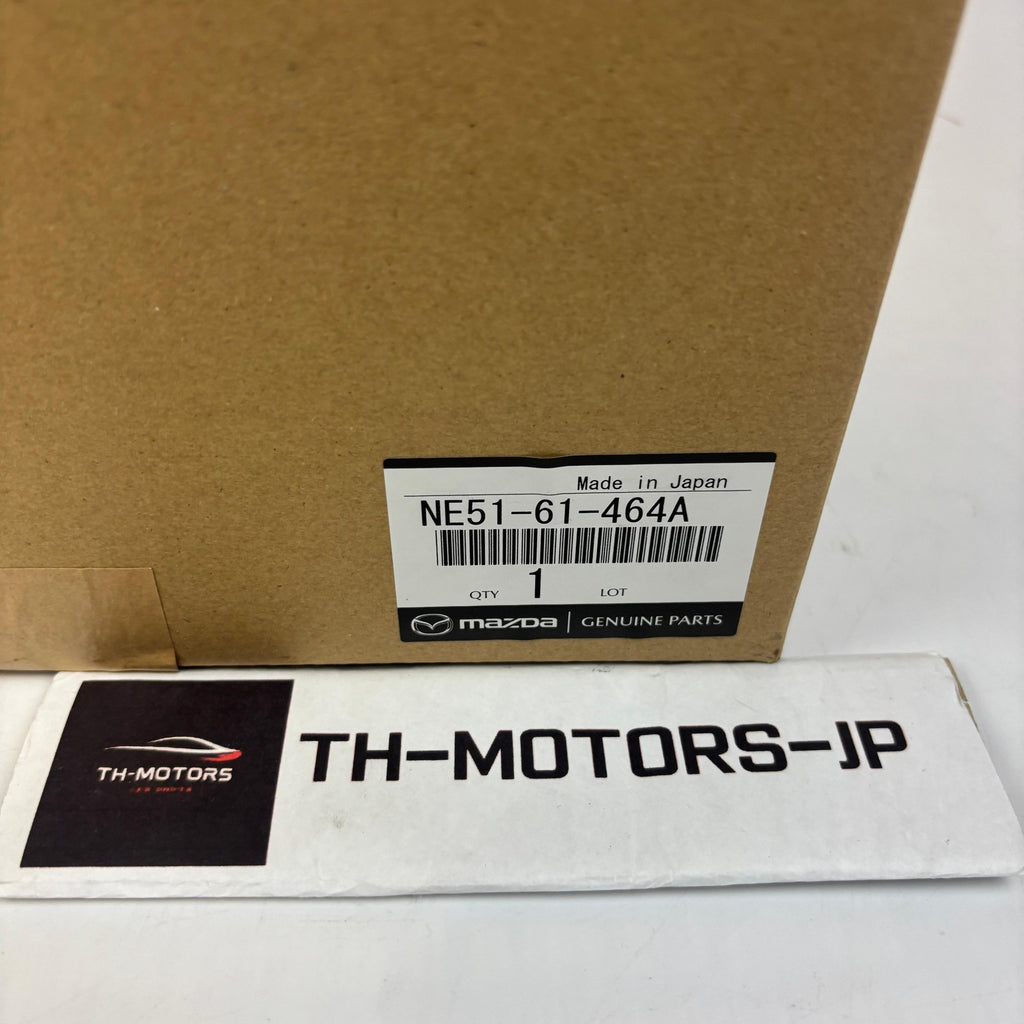 Made in Japan
NE51-61-464A
QTY 1 LOT
mazda GENUINE PARTS
TH-MOTORS-JP
TH-MOTORS